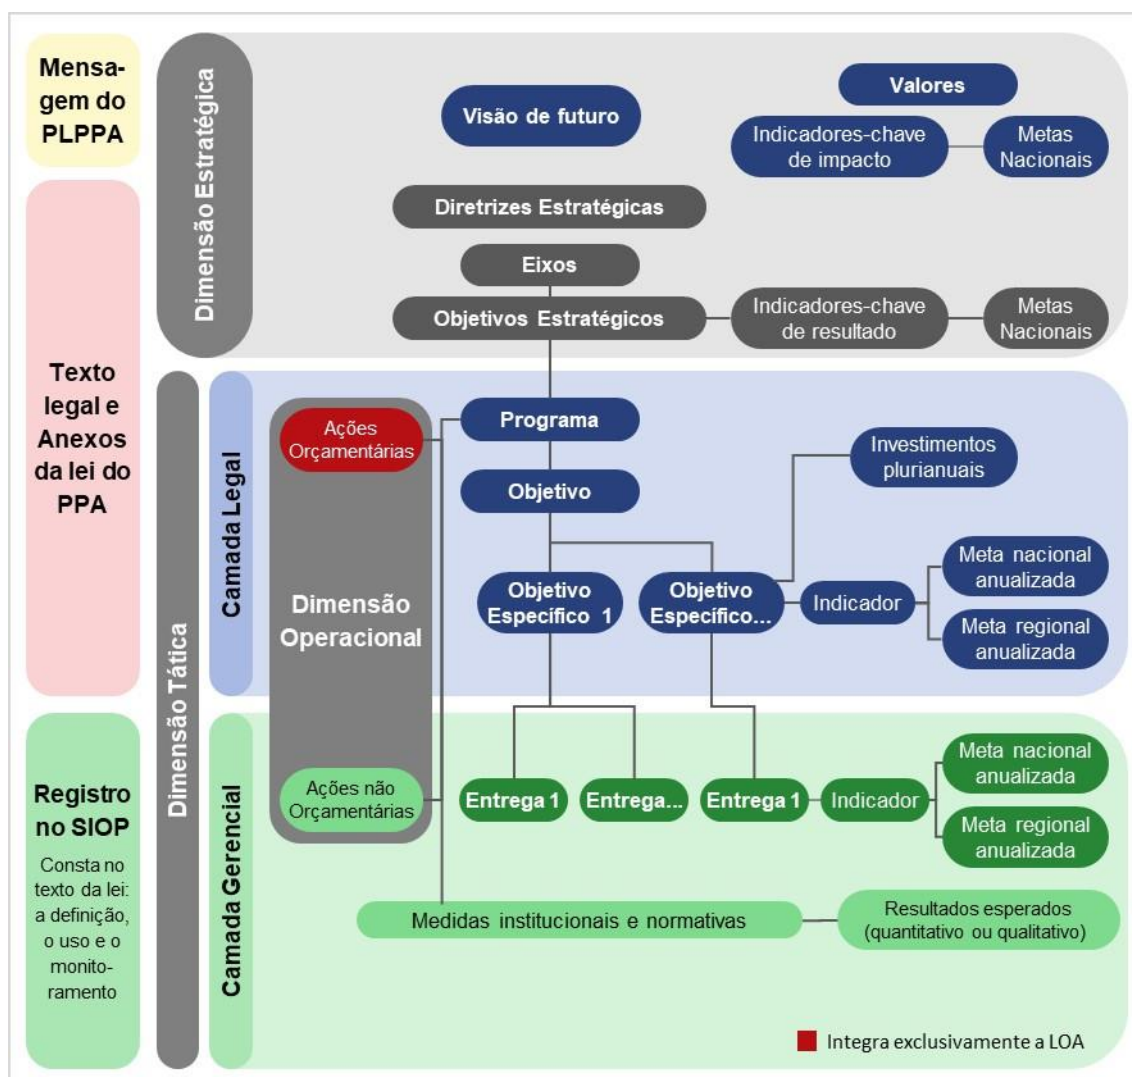 Mensa-
gem do
PLPPA
Texto
legal e
Anexos
da lei do
PPA
Registro
no SIOP
Consta no
texto da lei:
a definição,
o uso e o
monito-
ramento
Dimensão Estratégica
Visão de futuro
Valores
Indicadores-chave
de impacto
Metas
Nacionais
Diretrizes Estratégicas
Eixos
Objetivos Estratégicos
Indicadores-chave
de resultado
Metas
Nacionais
Dimensão Tática
Camada Legal
Ações
Orçamentárias
Dimensão
Operacional
Ações não
Orçamentárias
Programa
Objetivo
Investimentos
plurianuais
Objetivo
Específico 1
Objetivo
Específico...
Indicador
Meta nacional
anualizada
Meta regional
anualizada
Camada Gerencial
Entrega 1
Entrega...
Entrega 1
Indicador
Meta nacional
anualizada
Meta regional
anualizada
Medidas institucionais e normativas
Resultados esperados
(quantitativo ou qualitativo)
Integra exclusivamente a LOA